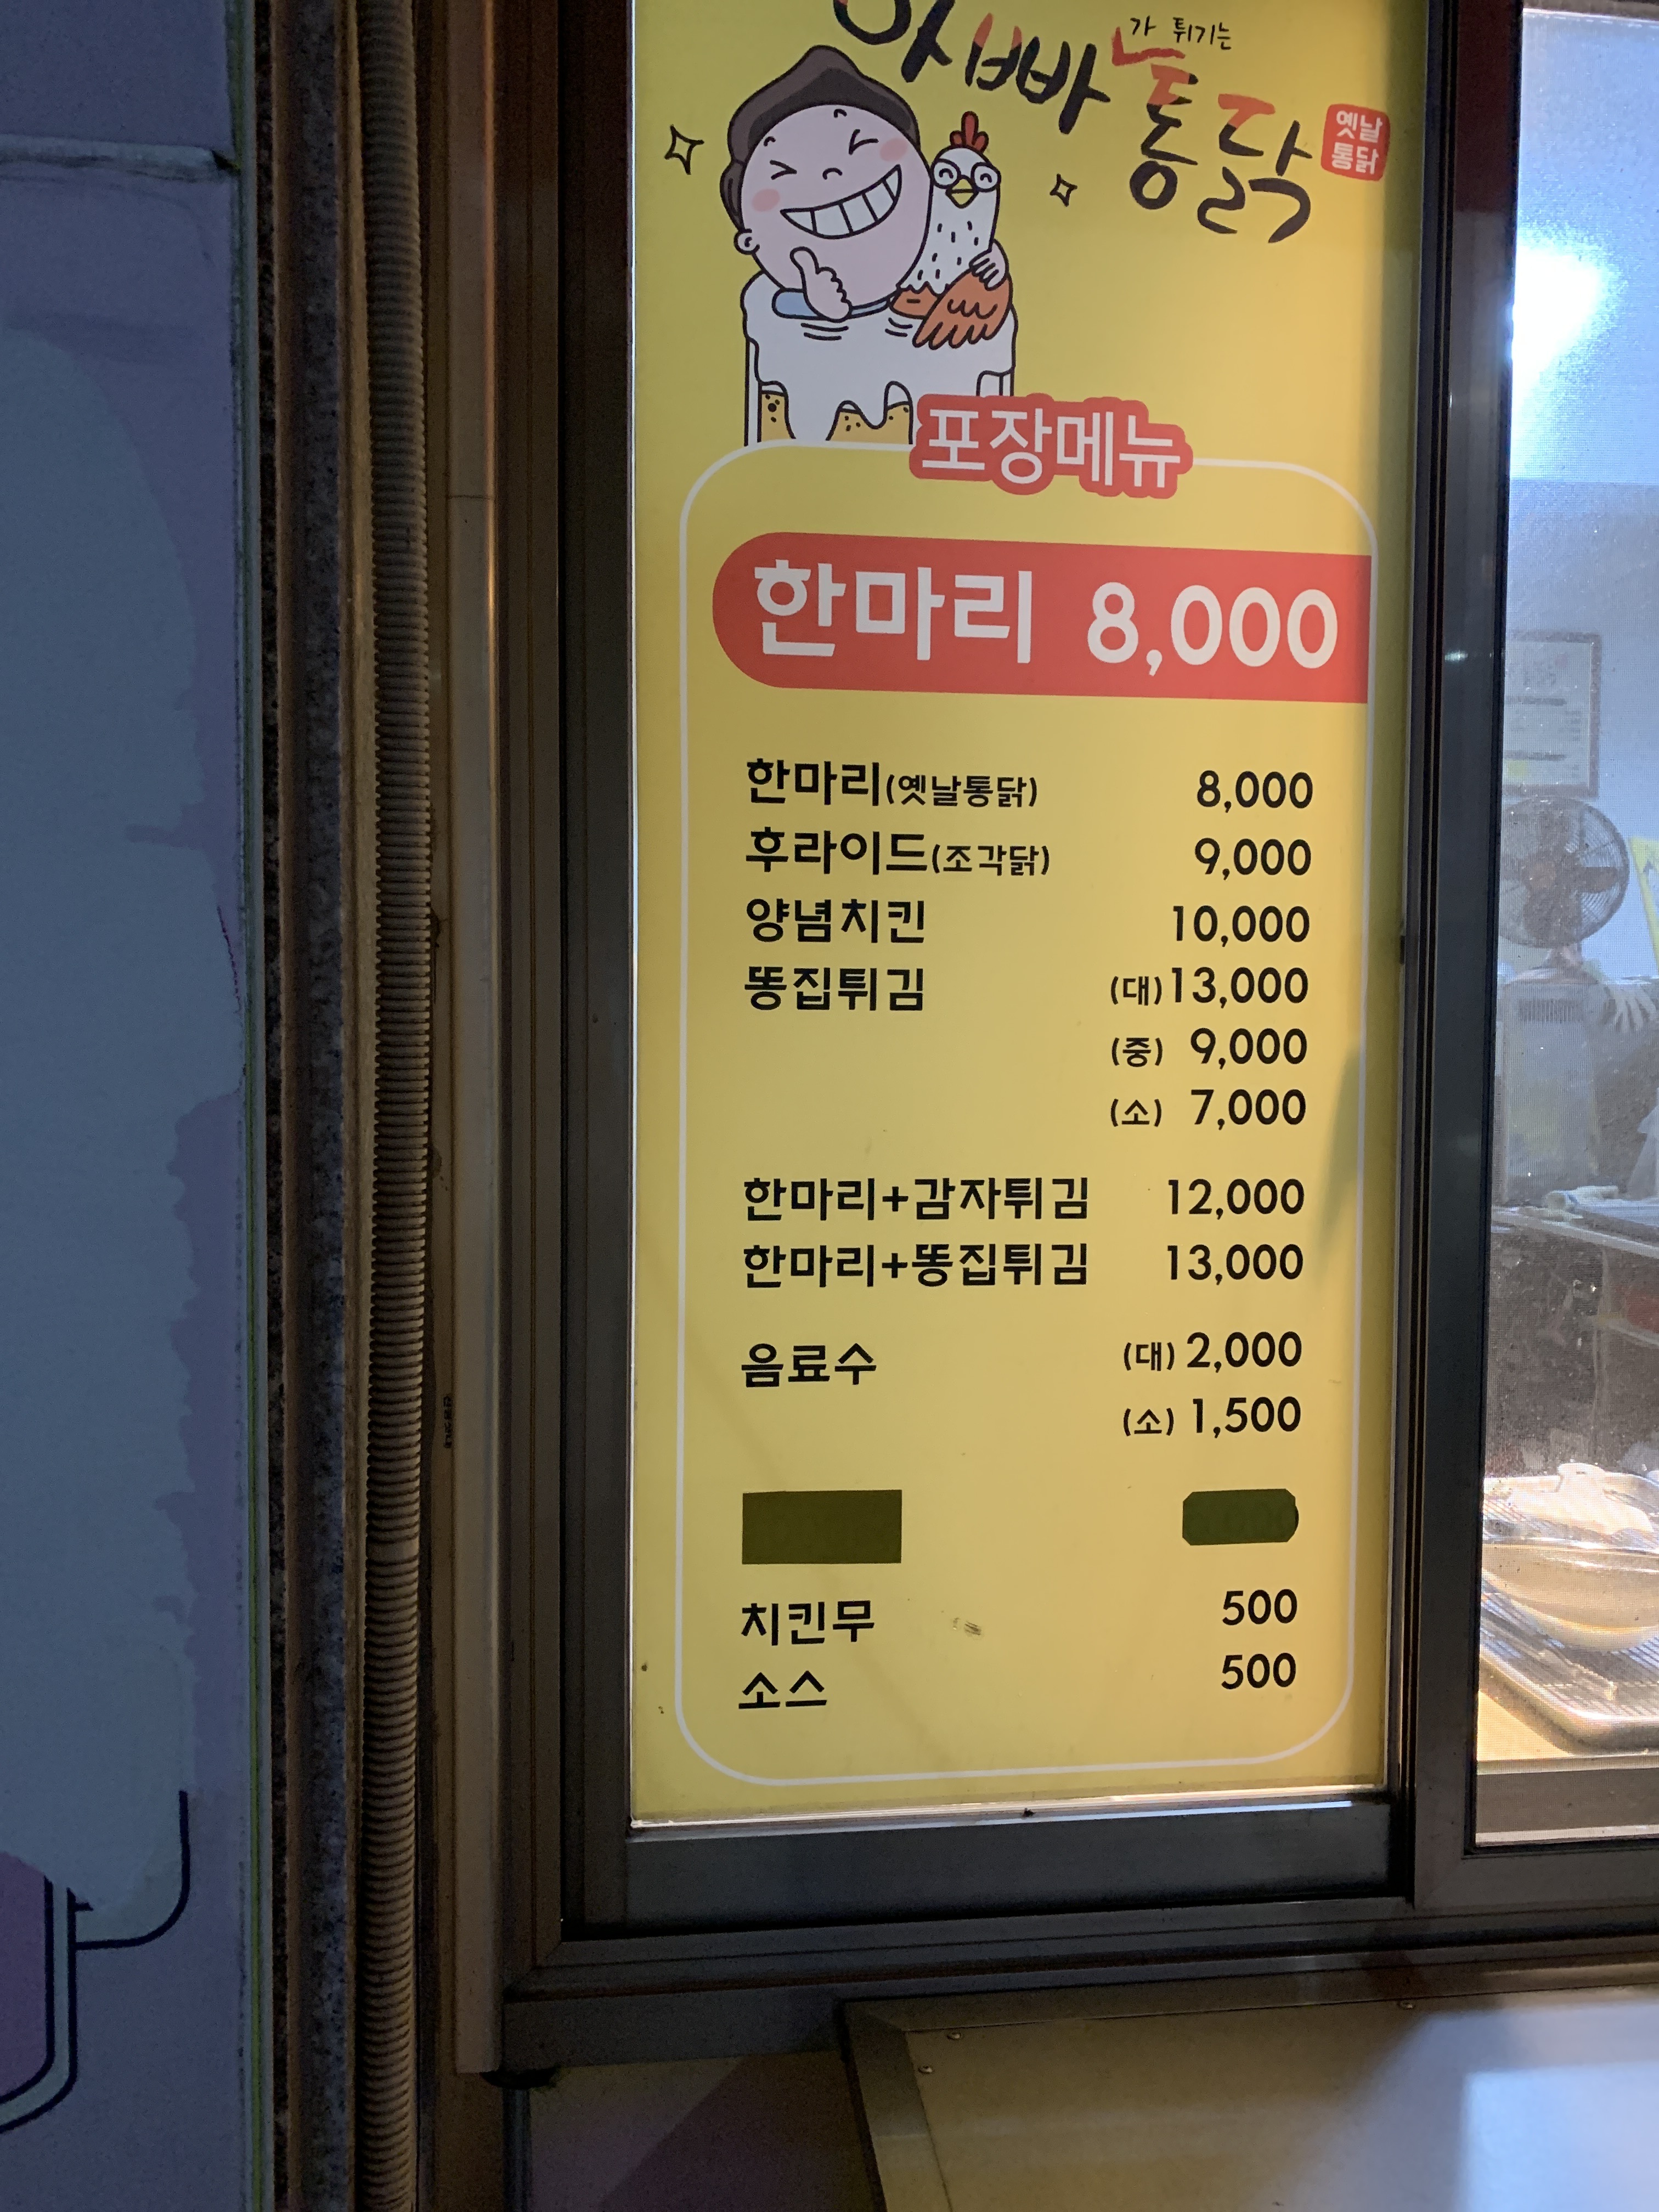 아빠가 튀기는
통닭
옛날
통닭
포장메뉴
한마리 8,000
한마리(옛날통닭) 8,000
후라이드(조각닭) 9,000
양념치킨 10,000
똥집튀김 (대)13,000
(중) 9,000
(소) 7,000
한마리+감자튀김 12,000
한마리+똥집튀김 13,000
음료수 (대) 2,000
(소) 1,500
치킨무 500
소스 500